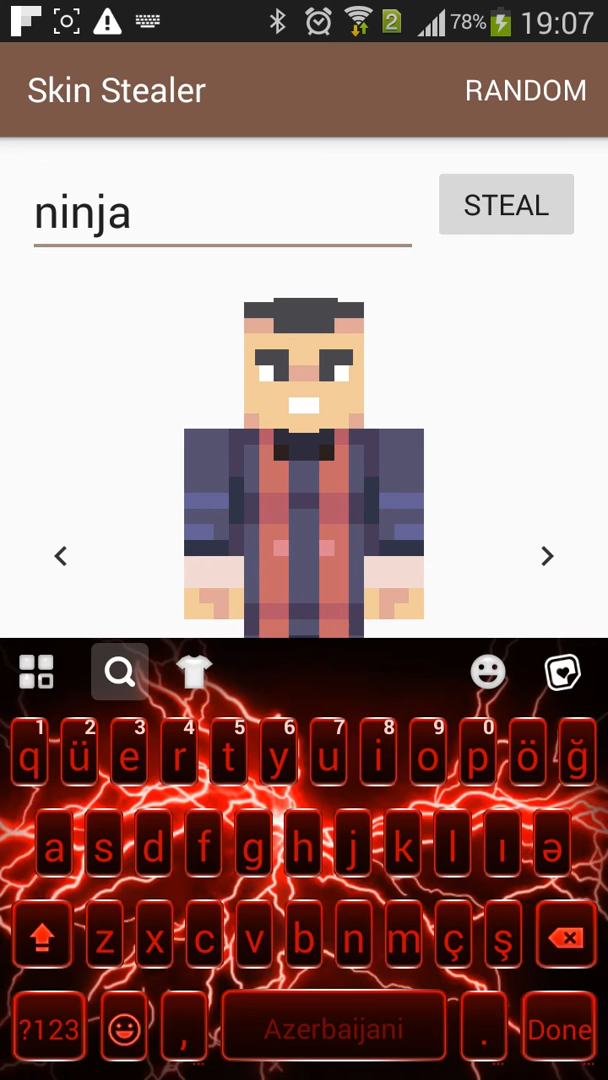 2 78% 19:07
Skin Stealer RANDOM
ninja STEAL
1 2 3 4 5 6 7 8 9 0
q ü e r t y u i o p ö ğ
a s d f g h j k l ı ə
z x c v b n m ç ş
?123 , Azerbaijani . Done